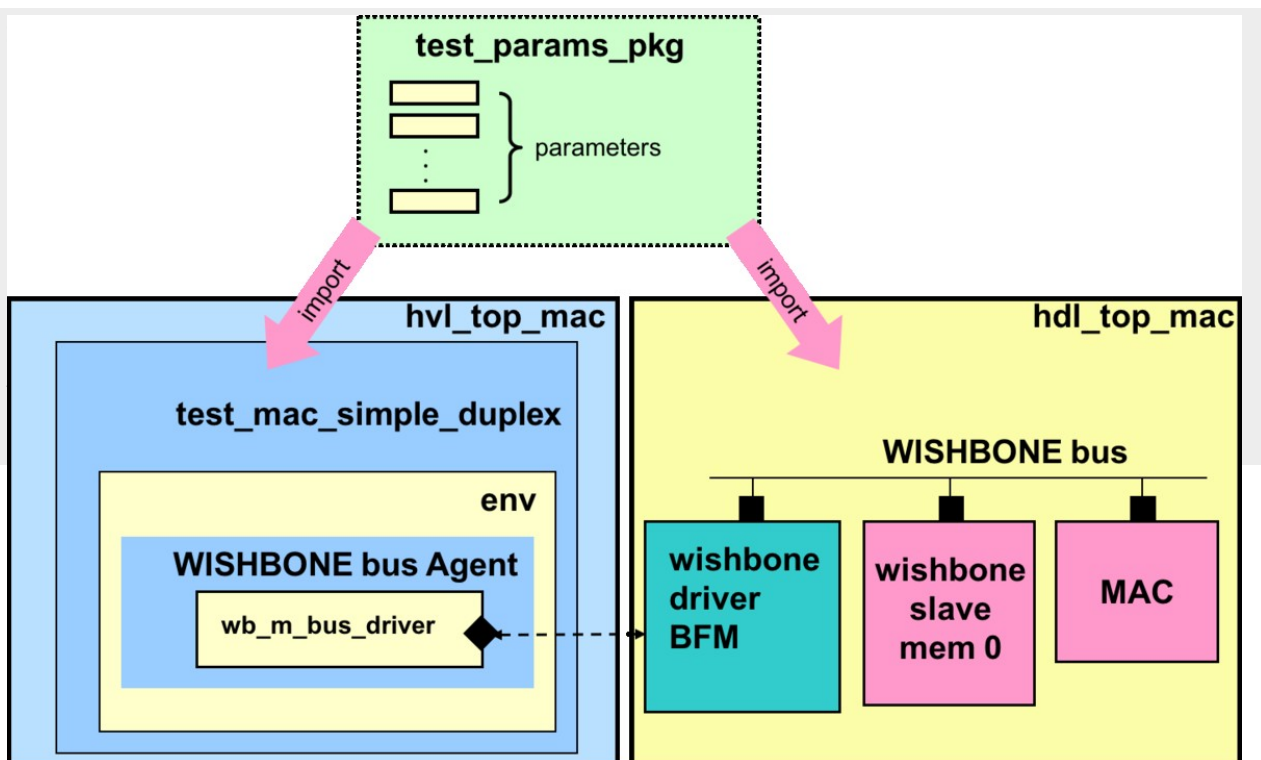 test_params_pkg
parameters
import
import
hvl_top_mac
hdl_top_mac
test_mac_simple_duplex
WISHBONE bus
env
WISHBONE bus Agent
wb_m_bus_driver
wishbone
driver
BFM
wishbone
slave
mem 0
MAC